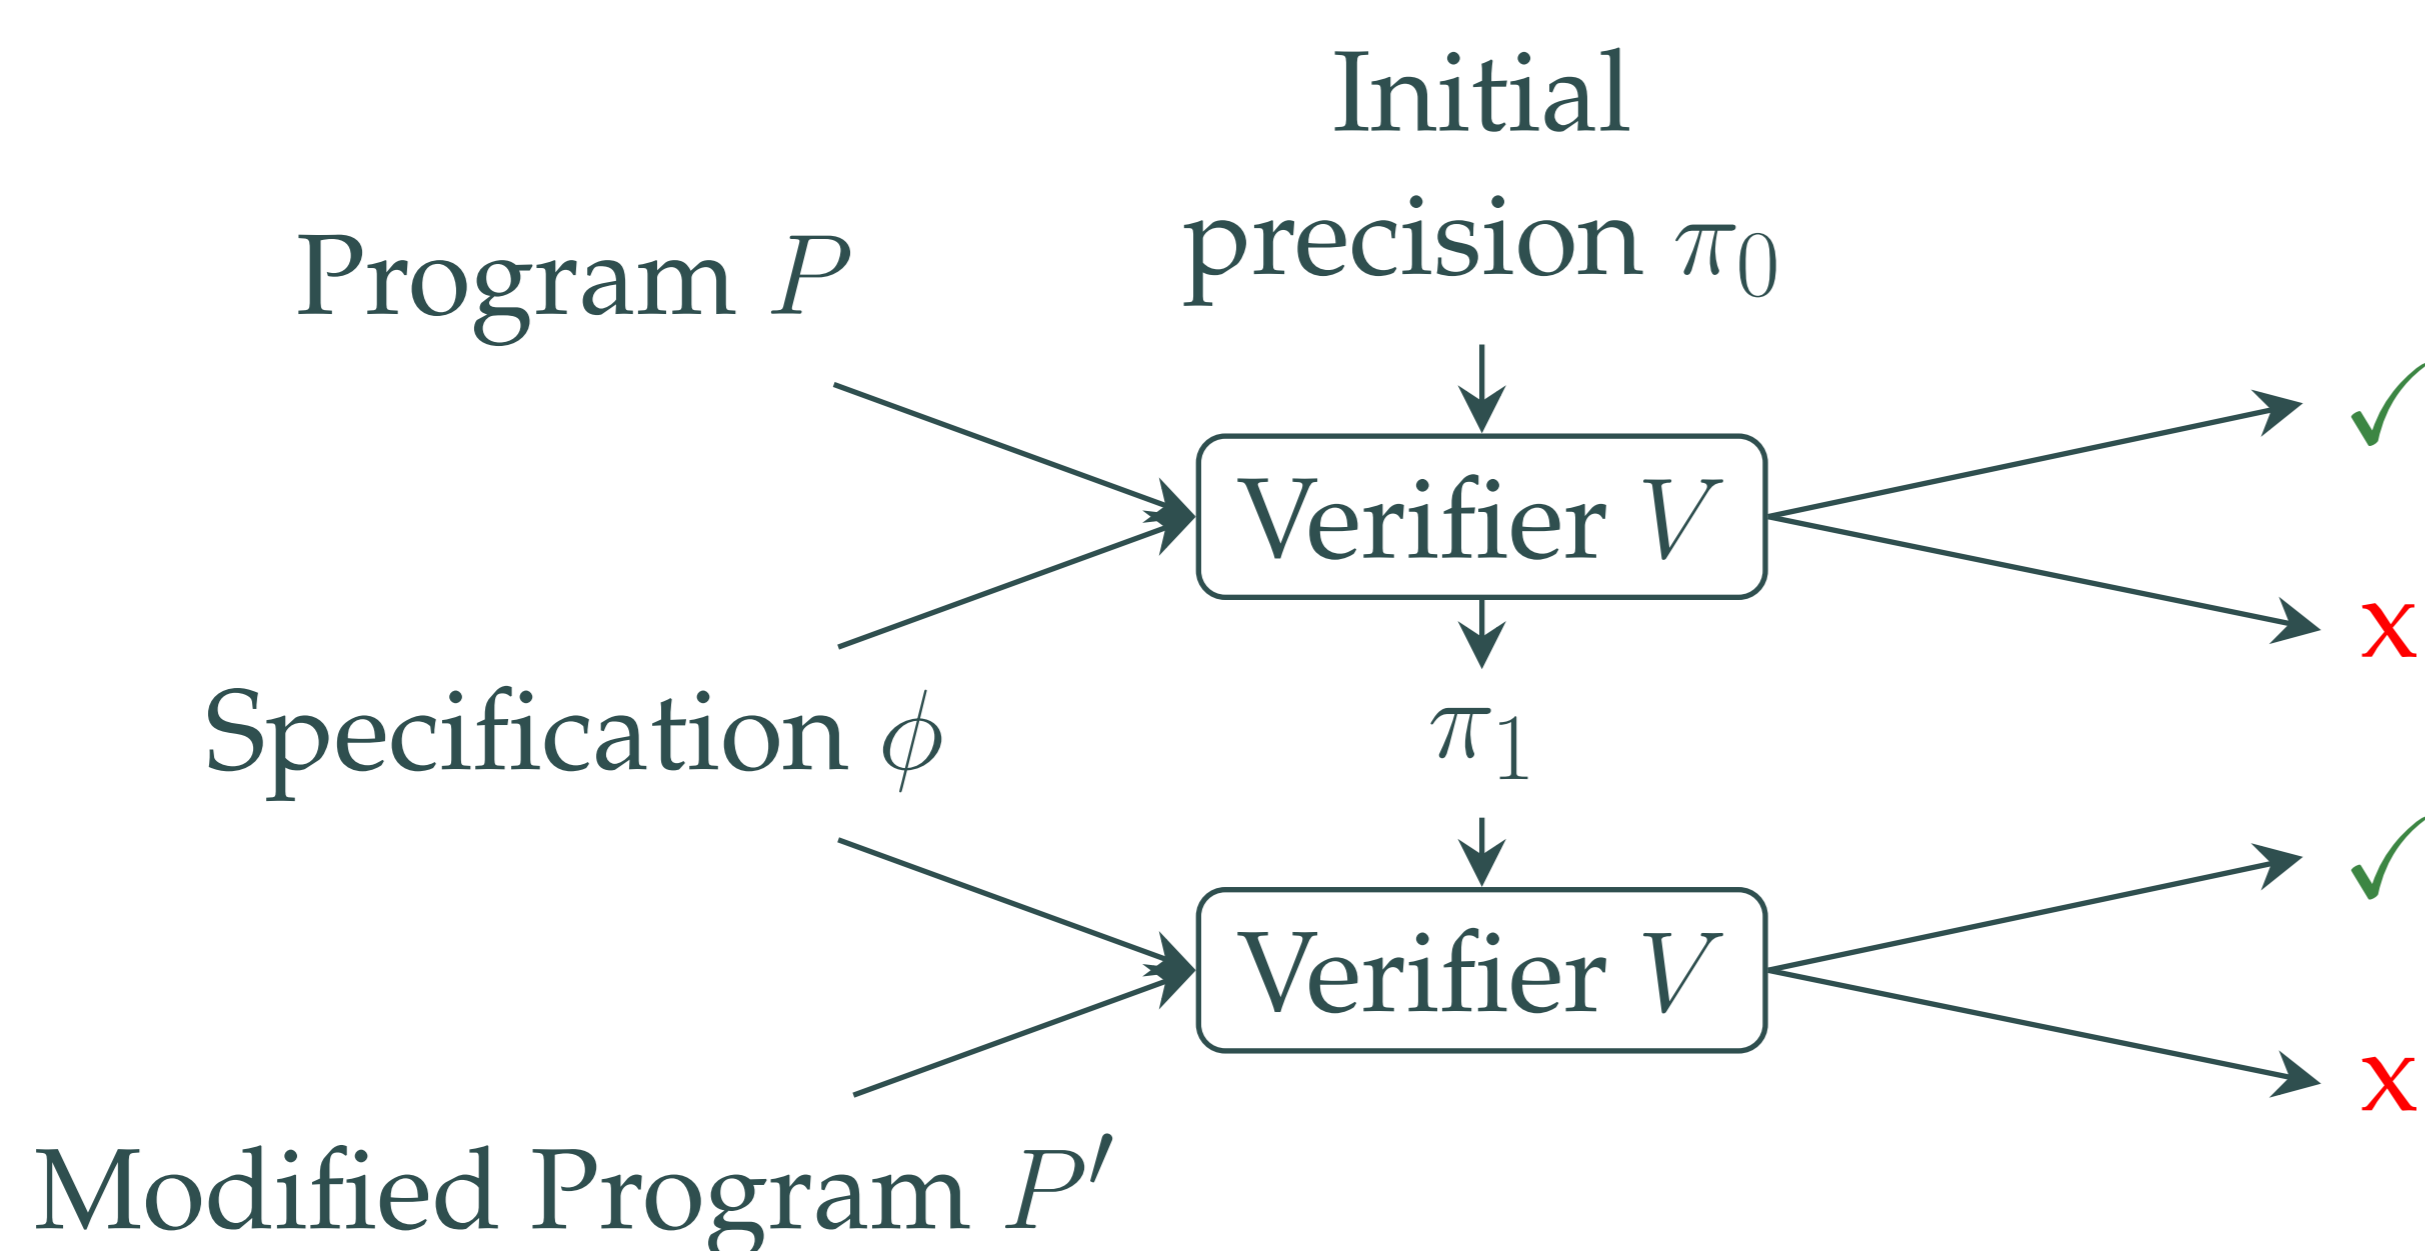 Initial
precision π₀
Program P
Verifier V
✓
x
Specification ϕ
π₁
✓
Verifier V
x
Modified Program P′